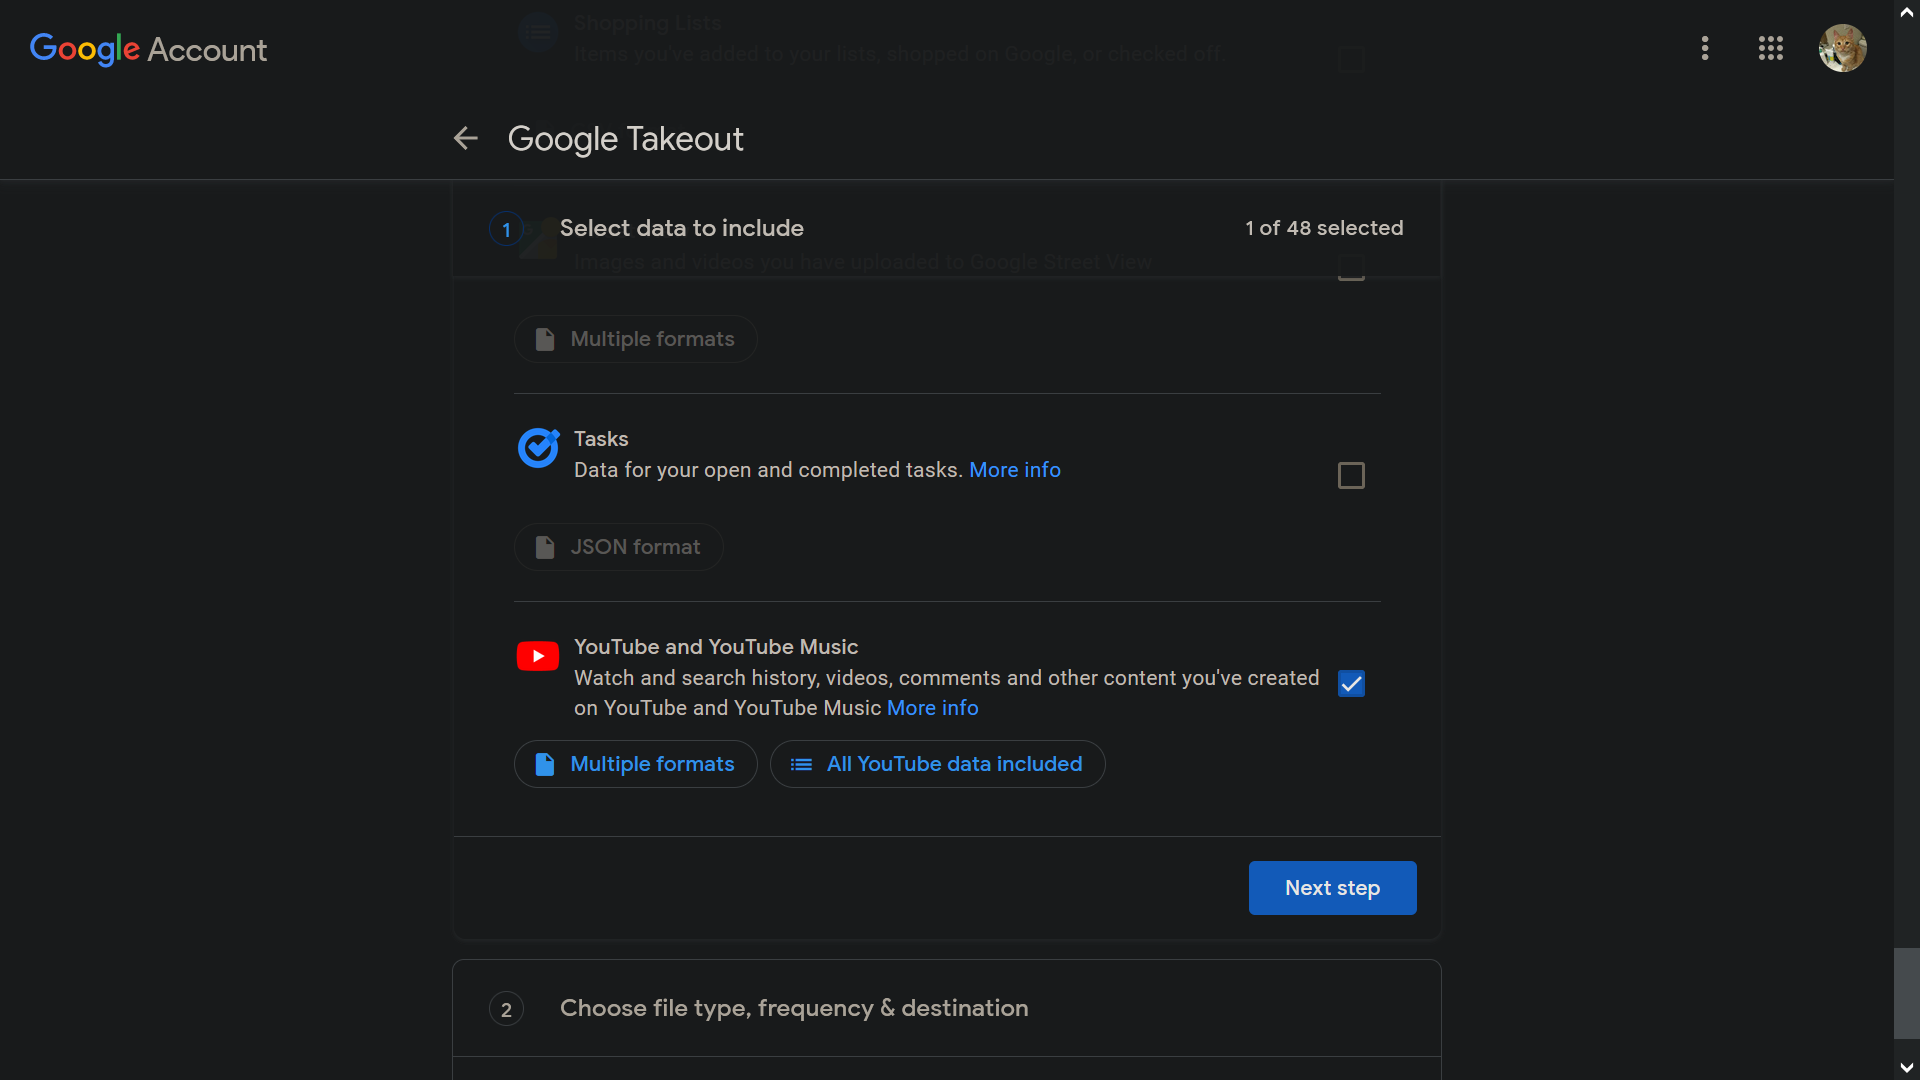 Shopping Lists
Items you've added to your lists, shopped on Google, or checked off.
Google Account
Google Takeout
1 Select data to include 1 of 48 selected
Images and videos you have uploaded to Google Street View
Multiple formats
Tasks
Data for your open and completed tasks. More info
JSON format
YouTube and YouTube Music
Watch and search history, videos, comments and other content you've created
on YouTube and YouTube Music More info
Multiple formats All YouTube data included
Next step
2 Choose file type, frequency & destination